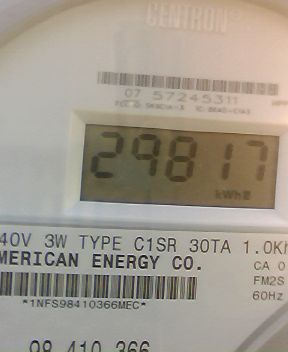 CENTRON®
07 57245311
29817
kWh
40V 3W TYPE C1SR 30TA 1.0Kh
MERICAN ENERGY CO.
CA 0
FM2S
60Hz
*1NFS98410366MEC*
98 410 366